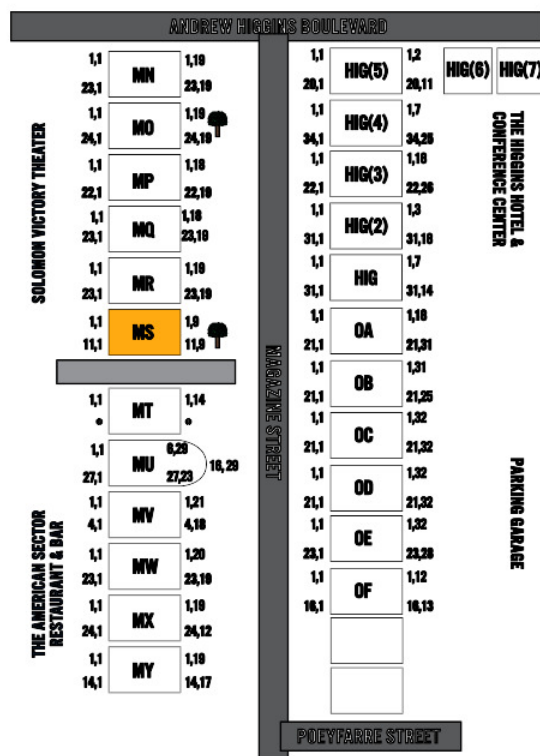 ANDREW HIGGINS BOULEVARD
SOLOMON VICTORY THEATER
1,1 1,19
MN
23,1 23,19
1,1 1,19
MO
24,1 24,19
1,1 1,18
MP
22,1 22,19
1,1 1,18
MQ
23,1 23,19
1,1 1,19
MR
23,1 23,19
1,1 1,9
MS
11,1 11,9
THE AMERICAN SECTOR
RESTAURANT & BAR
1,1 1,14
MT
1,1 6,29
MU 16,29
27,1 27,23
1,1 1,21
MV
4,1 4,18
1,1 1,20
MW
23,1 23,19
1,1 1,19
MX
24,1 24,12
1,1 1,19
MY
14,1 14,17
MAGAZINE STREET
1,1 1,2
HIG(5) HIG(6) HIG(7)
20,1 20,11
1,1 1,7
HIG(4)
34,1 34,25
1,1 1,16
HIG(3)
22,1 22,26
1,1 1,3
HIG(2)
31,1 31,16
1,1 1,7
HIG
31,1 31,14
1,1 1,18
OA
21,1 21,31
1,1 1,31
OB
21,1 21,25
1,1 1,32
OC
21,1 21,32
1,1 1,32
OD
21,1 21,32
1,1 1,32
OE
23,1 23,28
1,1 1,12
OF
16,1 16,13
THE HIGGINS HOTEL &
CONFERENCE CENTER
PARKING GARAGE
POEYFARRE STREET